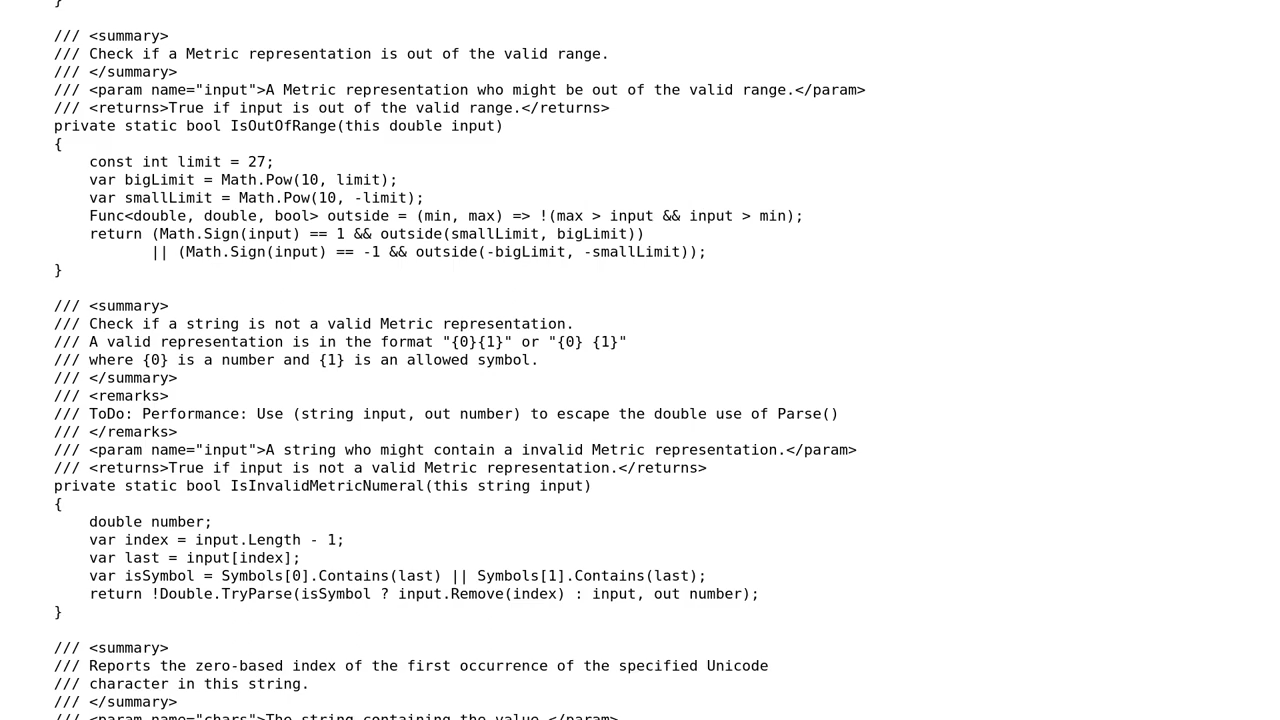 }
/// <summary>
/// Check if a Metric representation is out of the valid range.
/// </summary>
/// <param name="input">A Metric representation who might be out of the valid range.</param>
/// <returns>True if input is out of the valid range.</returns>
private static bool IsOutOfRange(this double input)
{
const int limit = 27;
var bigLimit = Math.Pow(10, limit);
var smallLimit = Math.Pow(10, -limit);
Func<double, double, bool> outside = (min, max) => !(max > input && input > min);
return (Math.Sign(input) == 1 && outside(smallLimit, bigLimit))
|| (Math.Sign(input) == -1 && outside(-bigLimit, -smallLimit));
}
/// <summary>
/// Check if a string is not a valid Metric representation.
/// A valid representation is in the format "{0}{1}" or "{0} {1}"
/// where {0} is a number and {1} is an allowed symbol.
/// </summary>
/// <remarks>
/// ToDo: Performance: Use (string input, out number) to escape the double use of Parse()
/// </remarks>
/// <param name="input">A string who might contain a invalid Metric representation.</param>
/// <returns>True if input is not a valid Metric representation.</returns>
private static bool IsInvalidMetricNumeral(this string input)
{
double number;
var index = input.Length - 1;
var last = input[index];
var isSymbol = Symbols[0].Contains(last) || Symbols[1].Contains(last);
return !Double.TryParse(isSymbol ? input.Remove(index) : input, out number);
}
/// <summary>
/// Reports the zero-based index of the first occurrence of the specified Unicode
/// character in this string.
/// </summary>
/// <param name="chars">The string containing the value.</param>